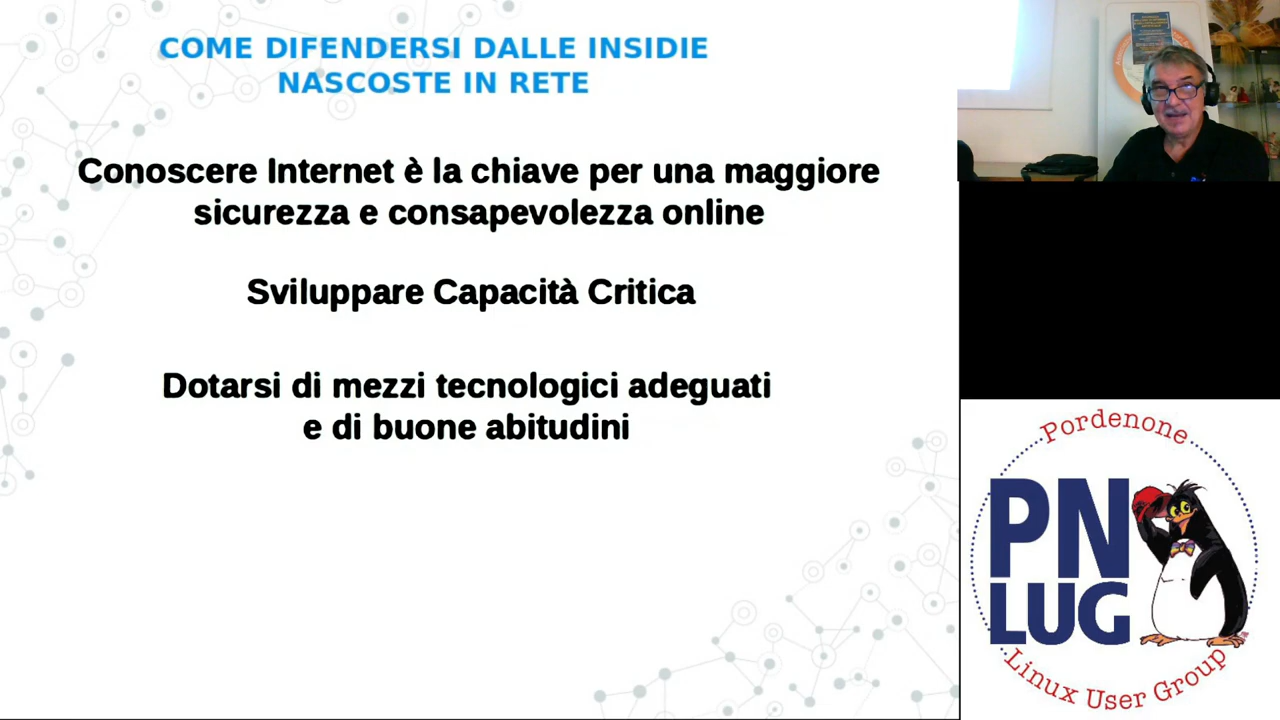 COME DIFENDERSI DALLE INSIDIE
NASCOSTE IN RETE
Conoscere Internet è la chiave per una maggiore
sicurezza e consapevolezza online
Sviluppare Capacità Critica
Dotarsi di mezzi tecnologici adeguati
e di buone abitudini
Pordenone
PN
LUG
Linux User Group